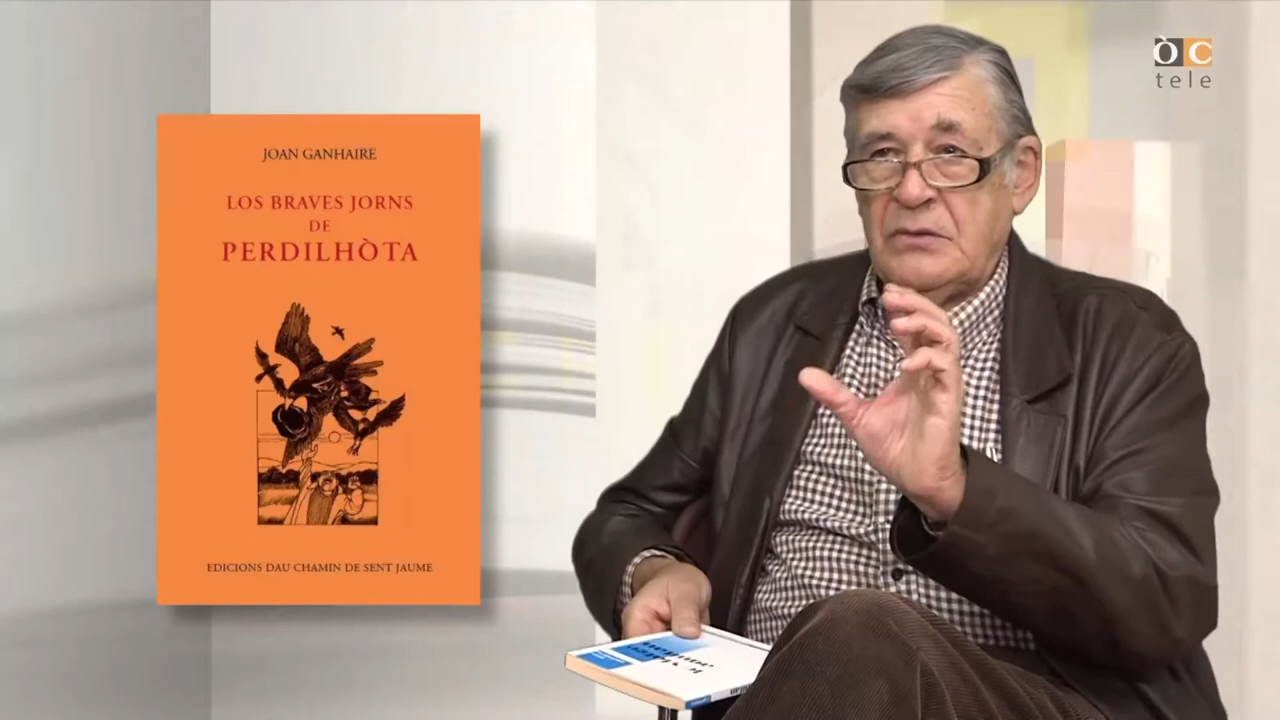 JOAN GANHAIRE
LOS BRAVES JORNS
DE
PERDILHÒTA
EDICIONS DAU CHAMIN DE SENT JAUME
ÒC
tele